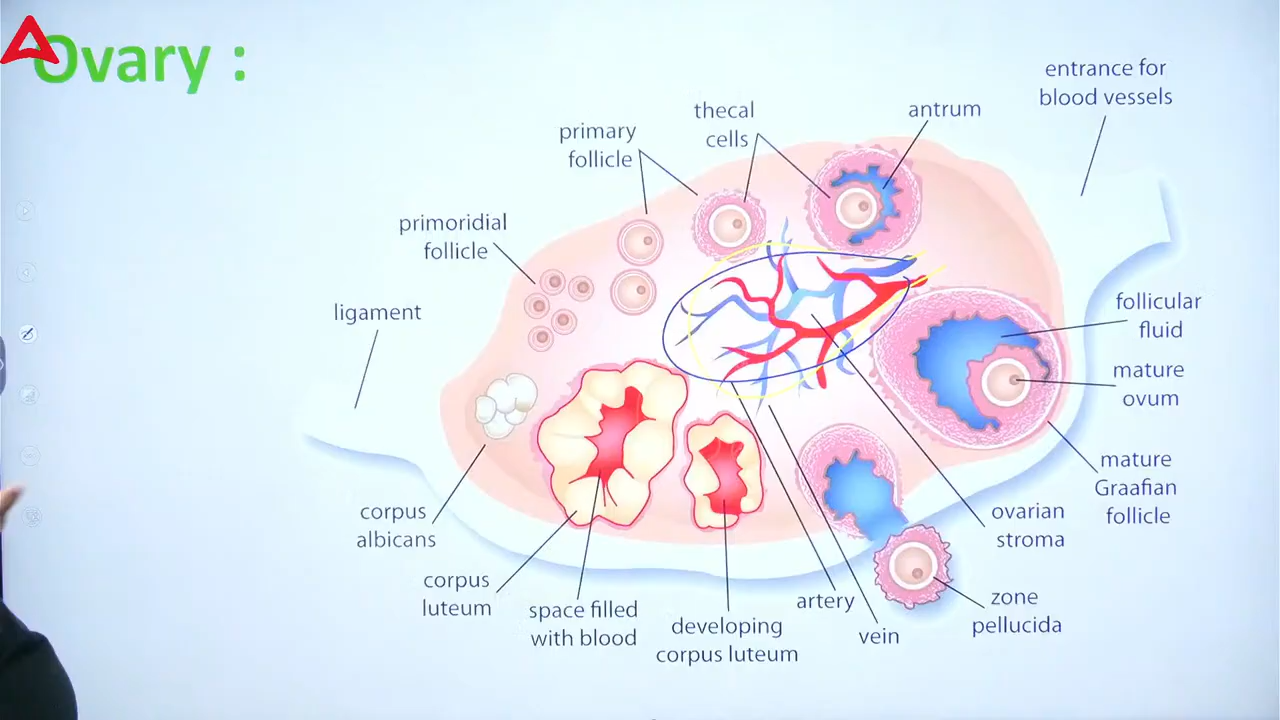 Ovary :
entrance for
blood vessels
thecal
cells
antrum
primary
follicle
primoridial
follicle
ligament
follicular
fluid
mature
ovum
mature
Graafian
follicle
ovarian
stroma
corpus
albicans
corpus
luteum
space filled
with blood
developing
corpus luteum
artery
vein
zone
pellucida